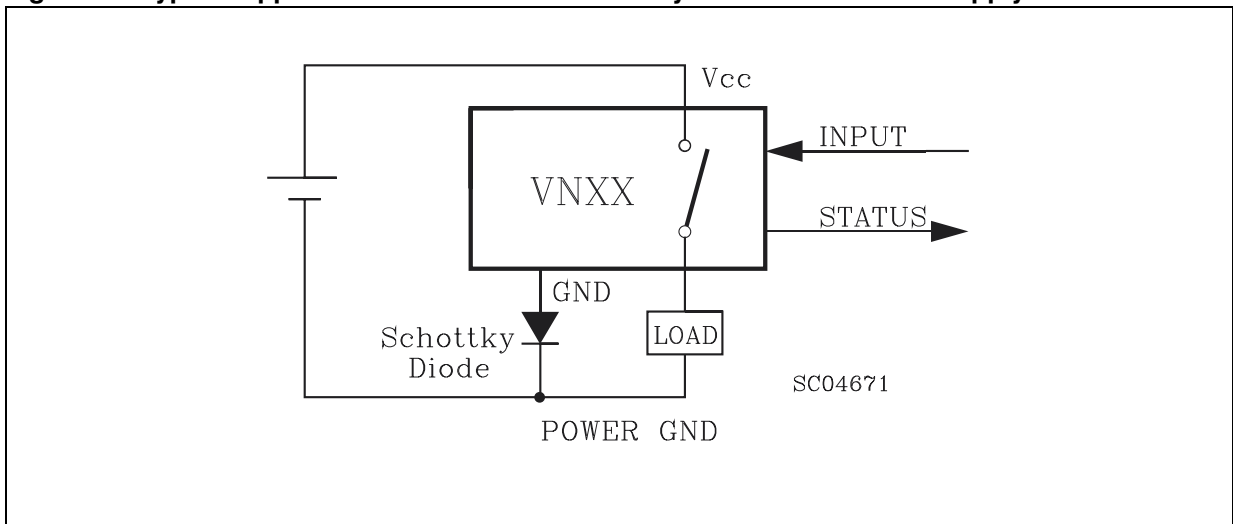 Vcc
INPUT
VNXX
STATUS
GND
Schottky
Diode
LOAD
SC04671
POWER GND